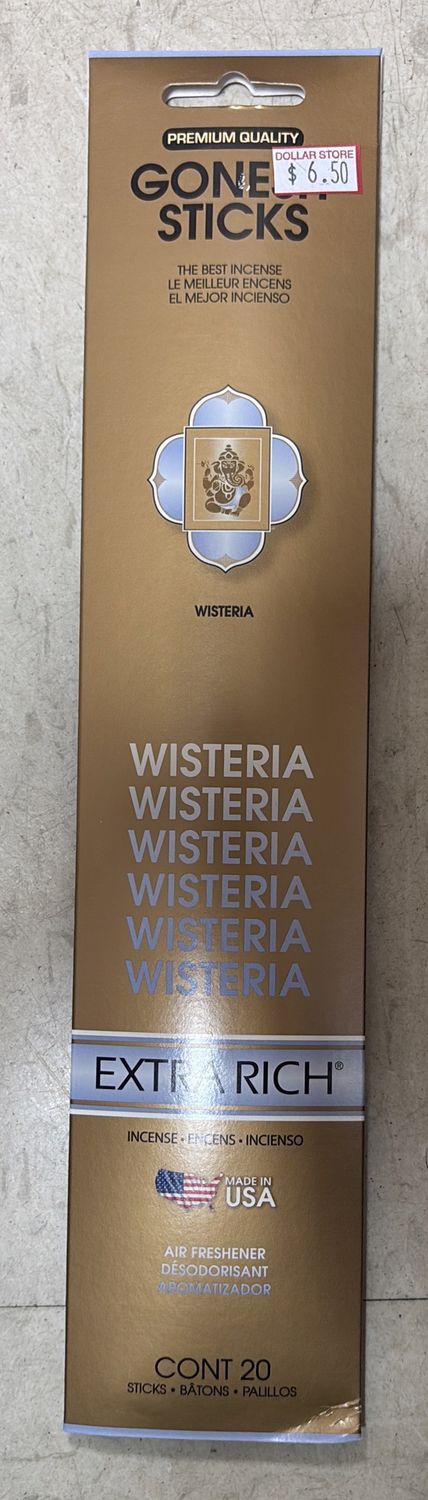 PREMIUM QUALITY
DOLLAR STORE
$ 6.50
STICKS
THE BEST INCENSE
LE MEILLEUR ENCENS
EL MEJOR INCIENSO
WISTERIA
WISTERIA
WISTERIA
WISTERIA
WISTERIA
WISTERIA
WISTERIA
EXTRA RICH®
INCENSE • ENCENS • INCIENSO
MADE IN
USA
AIR FRESHENER
DÉSODORISANT
AROMATIZADOR
CONT 20
STICKS • BÂTONS • PALILLOS